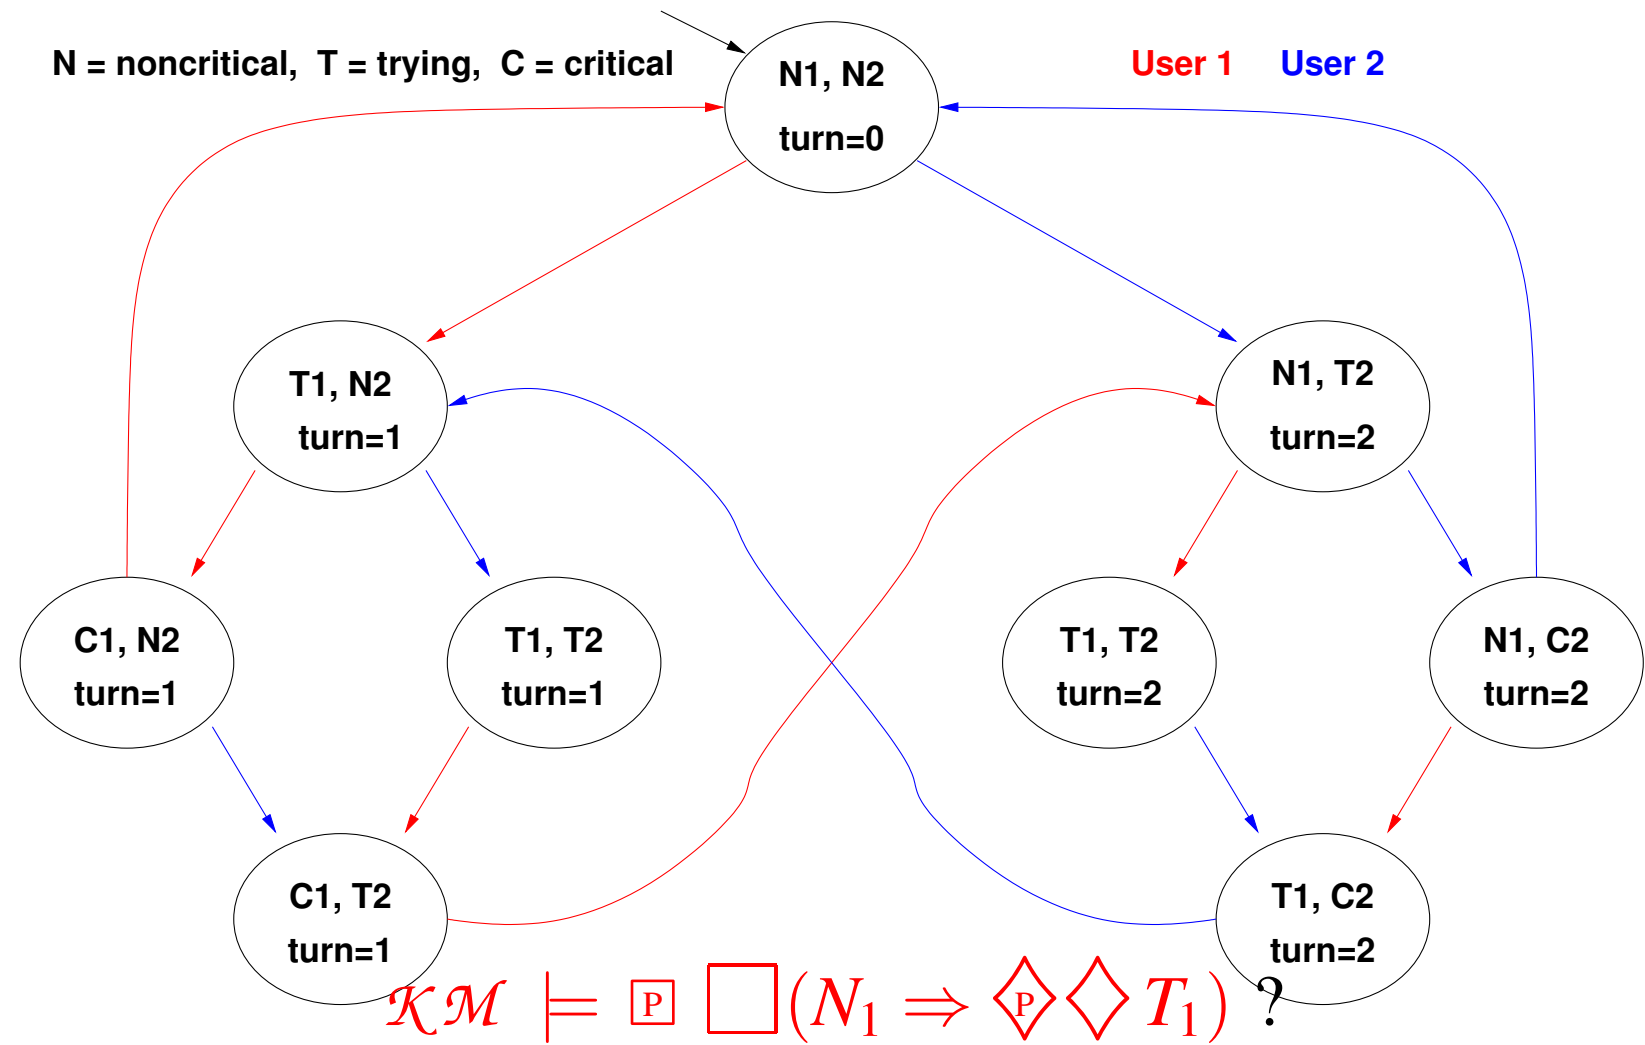 N = noncritical, T = trying, C = critical
User 1 User 2
N1, N2
turn=0
T1, N2
turn=1
N1, T2
turn=2
C1, N2
turn=1
T1, T2
turn=1
T1, T2
turn=2
N1, C2
turn=2
C1, T2
turn=1
T1, C2
turn=2
𝒦ℳ ⊨ 🄿 □(N₁ ⇒ ◇P ◇ T₁) ?